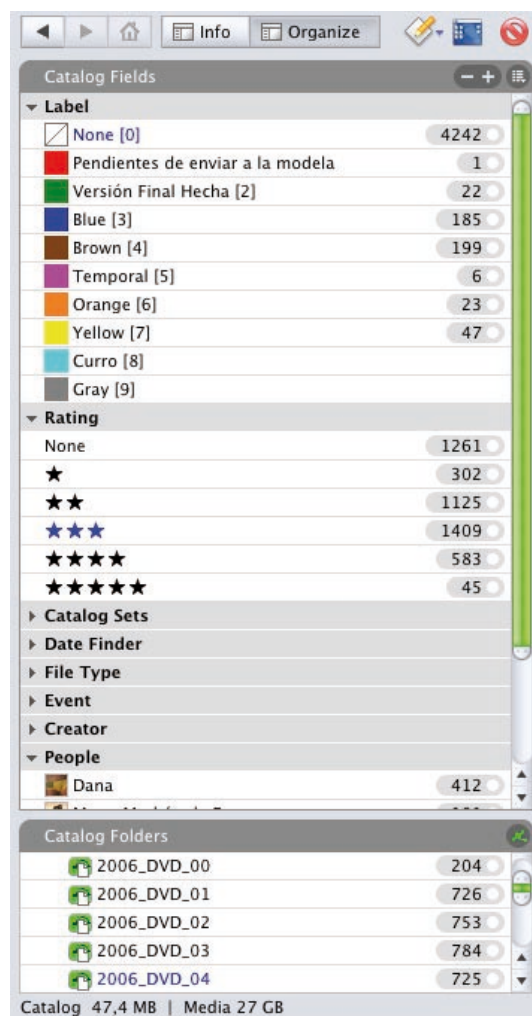 Info Organize
Catalog Fields
Label
None [0] 4242
Pendientes de enviar a la modela 1
Versión Final Hecha [2] 22
Blue [3] 185
Brown [4] 199
Temporal [5] 6
Orange [6] 23
Yellow [7] 47
Curro [8]
Gray [9]
Rating
None 1261
302
1125
1409
583
45
Catalog Sets
Date Finder
File Type
Event
Creator
People
Dana 412
Catalog Folders
2006_DVD_00 204
2006_DVD_01 726
2006_DVD_02 753
2006_DVD_03 784
2006_DVD_04 725
Catalog 47,4 MB | Media 27 GB